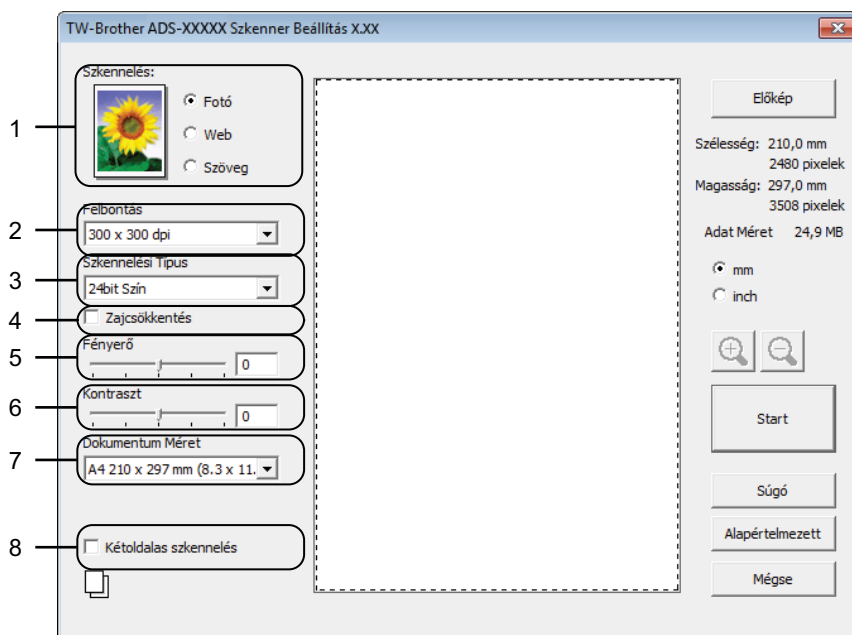 TW-Brother ADS-XXXXX Szkenner Beállítás X.XX
1
Szkennelés:
Fotó
Web
Szöveg
2
Felbontás
300 x 300 dpi
3
Szkennelési Tipus
24bit Szín
4
Zajcsökkentés
5
Fényerő
0
6
Kontraszt
0
7
Dokumentum Méret
A4 210 x 297 mm (8.3 x 11.
8
Kétoldalas szkennelés
Előkép
Szélesség: 210,0 mm
2480 pixelek
Magasság: 297,0 mm
3508 pixelek
Adat Méret 24,9 MB
mm
inch
Start
Súgó
Alapértelmezett
Mégse